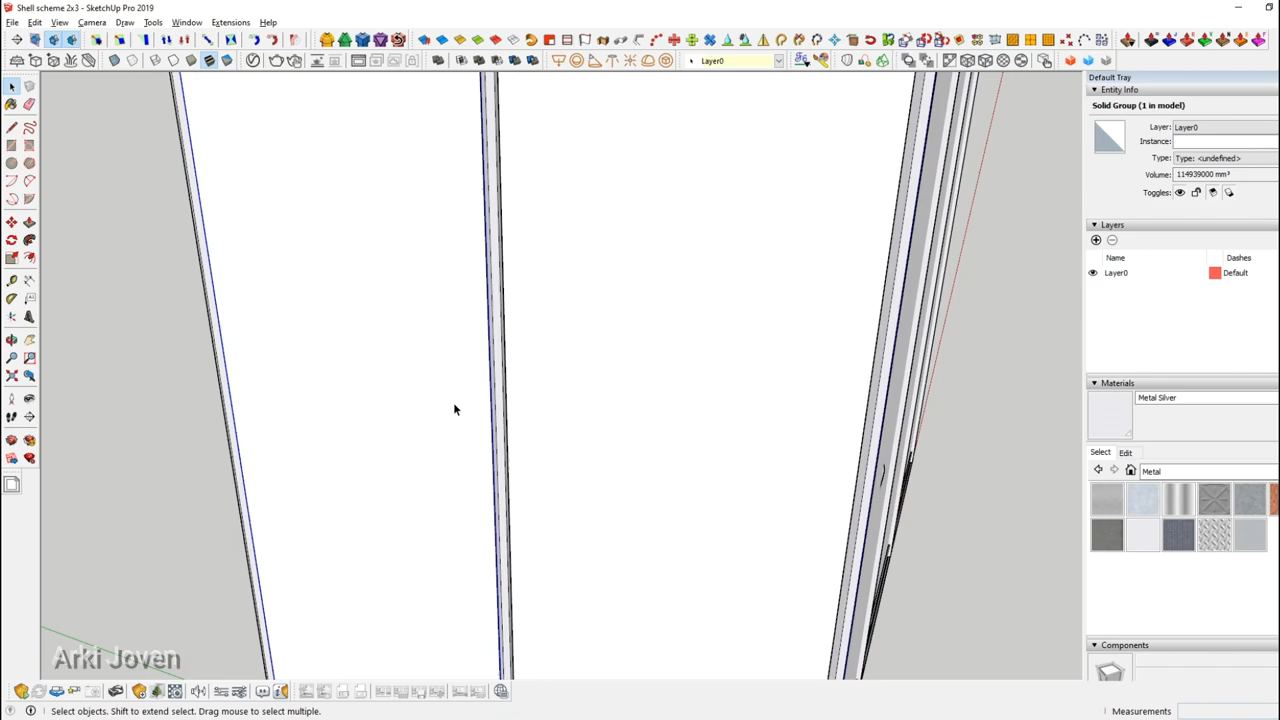 Shell scheme 2x3 - SketchUp Pro 2019
File Edit View Camera Draw Tools Window Extensions Help
Layer0
Default Tray
Entity Info
Solid Group (1 in model)
Layer: Layer0
Instance:
Type: Type: <undefined>
Volume: 114939000 mm³
Toggles:
Layers
Name Dashes
Layer0 Default
Materials
Metal Silver
Select Edit
Metal
Components
Arki Joven
Select objects. Shift to extend select. Drag mouse to select multiple.
Measurements